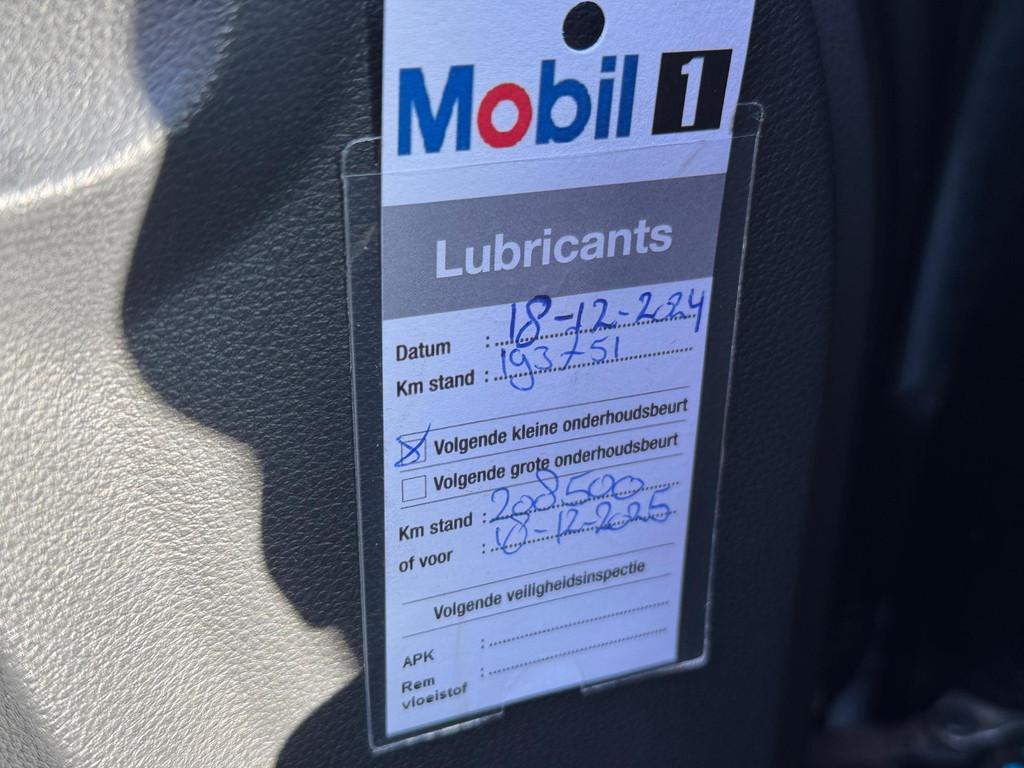 Mobil 1
Lubricants
Datum : 18-12-2024
Km stand : 193751
Volgende kleine onderhoudsbeurt
Volgende grote onderhoudsbeurt
Km stand : 208500
of voor : 18-12-2025
Volgende veiligheidsinspectie
APK :
Rem :
vloeistof